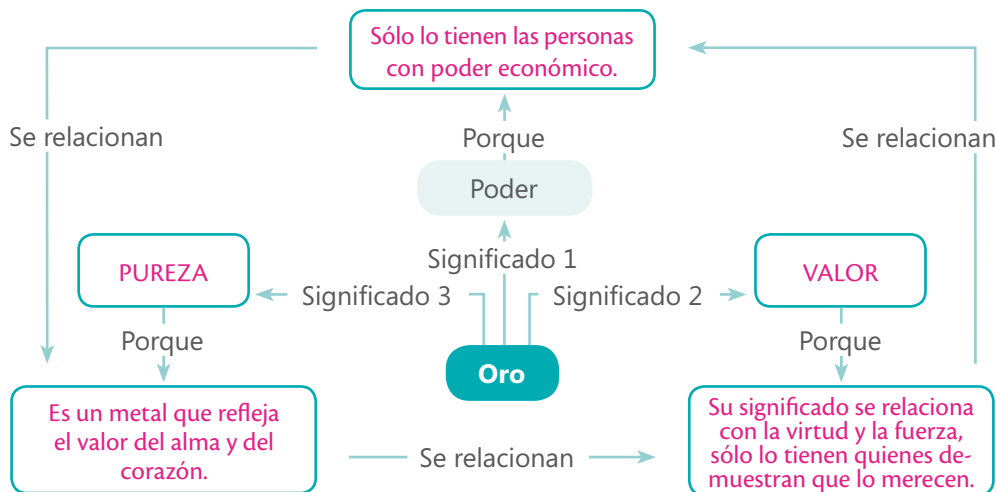 Sólo lo tienen las personas
con poder económico.
Se relacionan
Porque
Se relacionan
Poder
Significado 1
PUREZA
Significado 3
Significado 2
VALOR
Porque
Porque
Oro
Es un metal que refleja
el valor del alma y del
corazón.
Se relacionan
Su significado se relaciona
con la virtud y la fuerza,
sólo lo tienen quienes de-
muestran que lo merecen.